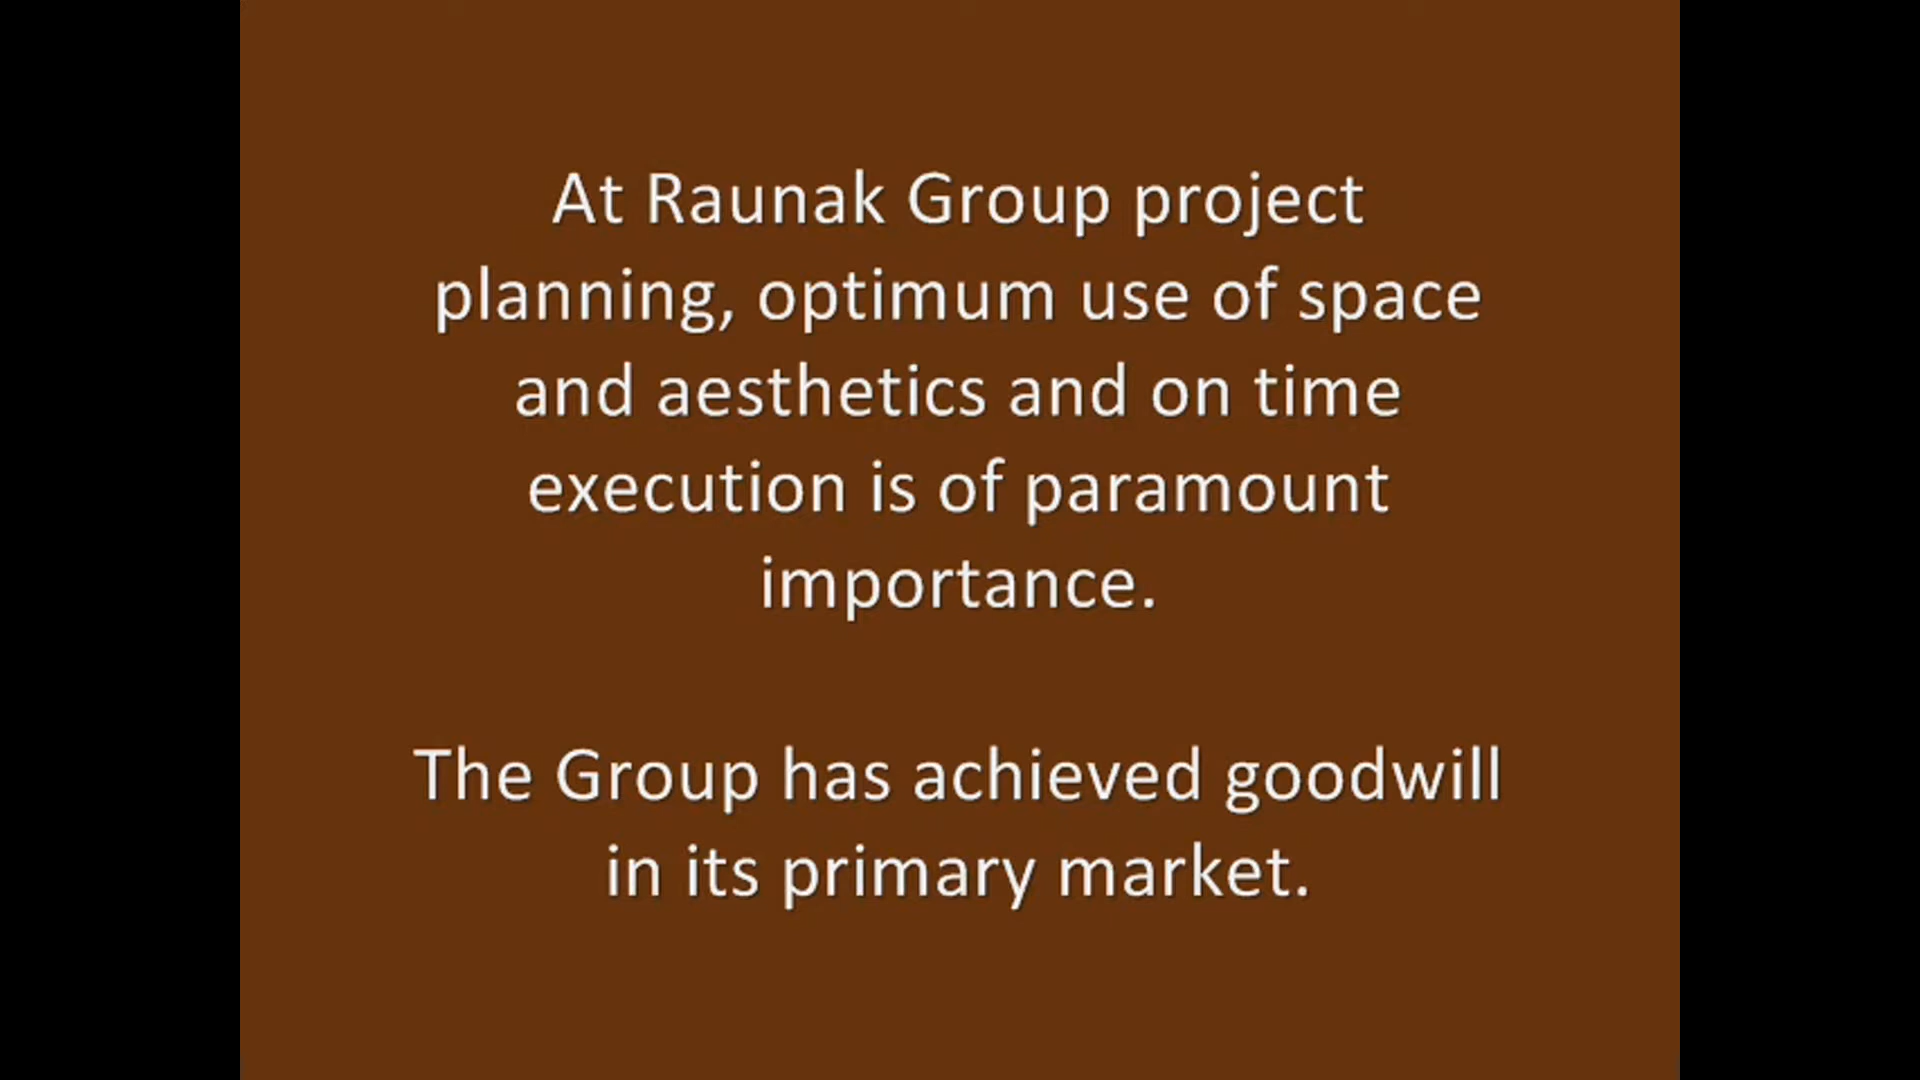 At Raunak Group project
planning, optimum use of space
and aesthetics and on time
execution is of paramount
importance.
The Group has achieved goodwill
in its primary market.